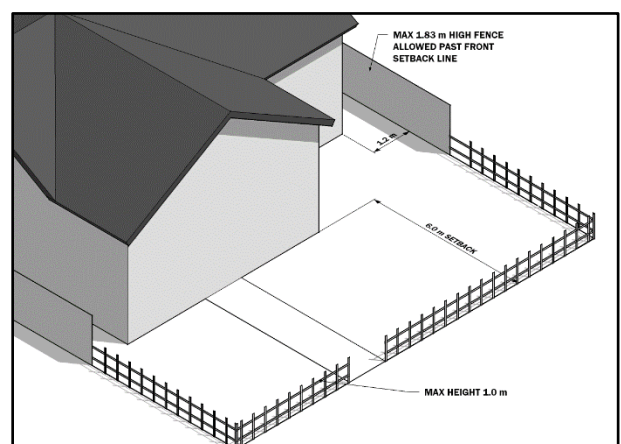 MAX 1.83 m HIGH FENCE
ALLOWED PAST FRONT
SETBACK LINE
1.2 m
6.0 m SETBACK
MAX HEIGHT 1.0 m